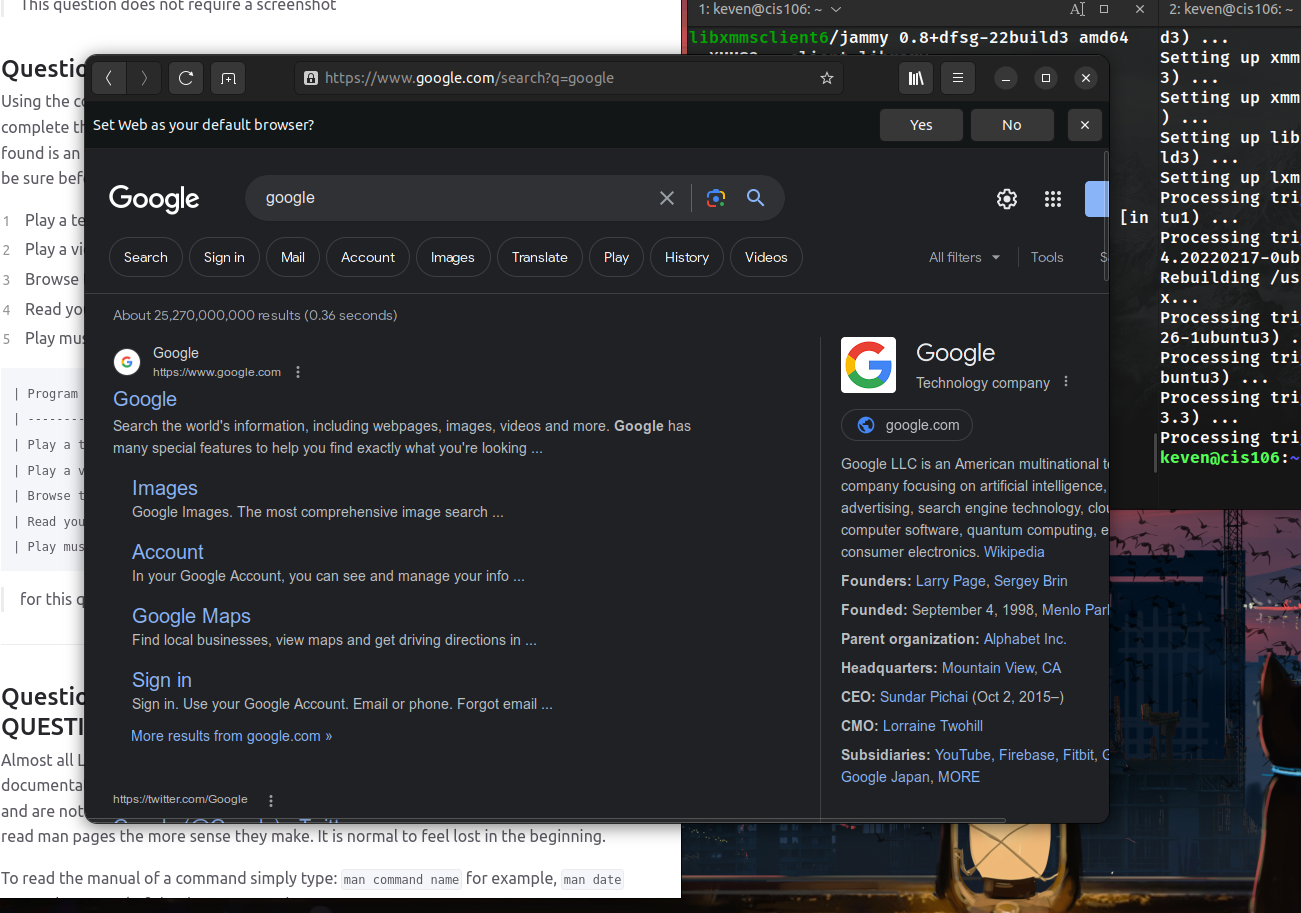 This question does not require a screenshot
Questio
Using the co
complete th
found is an
be sure bef
1 Play a te
2 Play a vi
3 Browse
4 Read you
5 Play mus
| Program
| --------
| Play a t
| Play a v
| Browse t
| Read you
| Play mus
for this q
Questio
QUESTI
Almost all L
documenta
and are not
read man pages the more sense they make. It is normal to feel lost in the beginning.
To read the manual of a command simply type: man command name for example, man date
https://www.google.com/search?q=google
Set Web as your default browser?
Yes
No
Google
google
Search
Sign in
Mail
Account
Images
Translate
Play
History
Videos
All filters
Tools
S
About 25,270,000,000 results (0.36 seconds)
Google
https://www.google.com
Google
Search the world's information, including webpages, images, videos and more. Google has
many special features to help you find exactly what you're looking ...
Images
Google Images. The most comprehensive image search ...
Account
In your Google Account, you can see and manage your info ...
Google Maps
Find local businesses, view maps and get driving directions in ...
Sign in
Sign in. Use your Google Account. Email or phone. Forgot email ...
More results from google.com »
https://twitter.com/Google
Google
Technology company
google.com
Google LLC is an American multinational te
company focusing on artificial intelligence,
advertising, search engine technology, clou
computer software, quantum computing, e
consumer electronics. Wikipedia
Founders: Larry Page, Sergey Brin
Founded: September 4, 1998, Menlo Park
Parent organization: Alphabet Inc.
Headquarters: Mountain View, CA
CEO: Sundar Pichai (Oct 2, 2015–)
CMO: Lorraine Twohill
Subsidiaries: YouTube, Firebase, Fitbit, G
Google Japan, MORE
1: keven@cis106: ~
libxmmsclient6/jammy 0.8+dfsg-22build3 amd64
[in
2: keven@cis106: ~
d3) ...
Setting up xmm
3) ...
Setting up xmm
) ...
Setting up lib
ld3) ...
Setting up lxm
Processing tri
tu1) ...
Processing tri
4.20220217-0ub
Rebuilding /us
x...
Processing tri
26-1ubuntu3) .
Processing tri
buntu3) ...
Processing tri
3.3) ...
Processing tri
keven@cis106:~